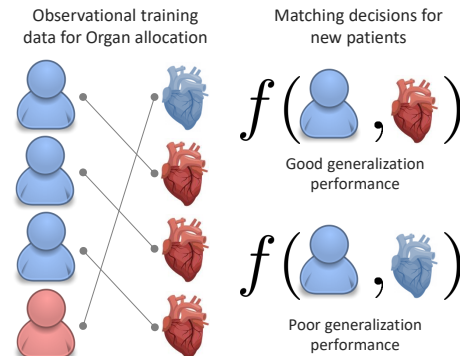 Observational training
data for Organ allocation
Matching decisions for
new patients
f( , )
Good generalization
performance
f( , )
Poor generalization
performance